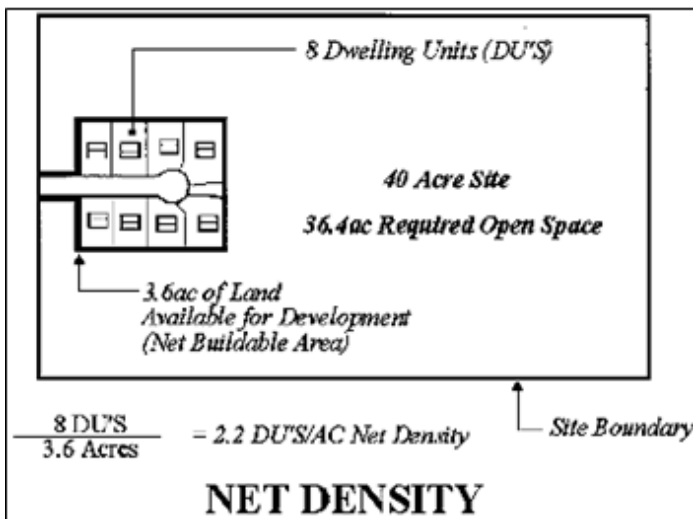 8 Dwelling Units (DU'S)
40 Acre Site
36.4ac Required Open Space
3.6ac of Land
Available for Development
(Net Buildable Area)
8 DU'S
3.6 Acres
= 2.2 DU'S/AC Net Density
Site Boundary
NET DENSITY